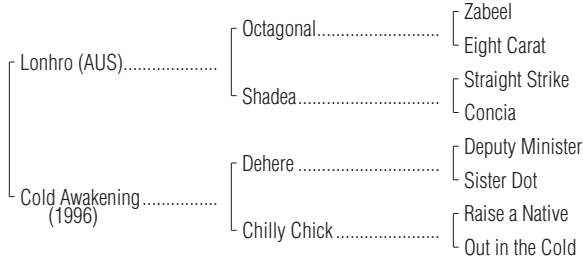 Zabeel
Octagonal
Eight Carat
Lonhro (AUS)
Straight Strike
Shadea
Concia
Deputy Minister
Dehere
Sister Dot
Cold Awakening
(1996)
Raise a Native
Chilly Chick
Out in the Cold